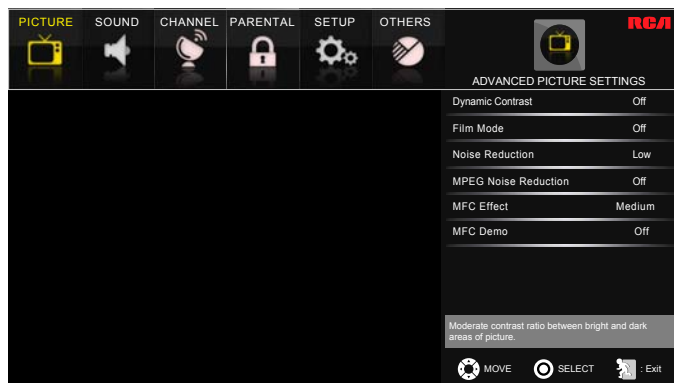 PICTURE SOUND CHANNEL PARENTAL SETUP OTHERS
RCA
ADVANCED PICTURE SETTINGS
Dynamic Contrast Off
Film Mode Off
Noise Reduction Low
MPEG Noise Reduction Off
MFC Effect Medium
MFC Demo Off
Moderate contrast ratio between bright and dark
areas of picture.
MOVE SELECT : Exit